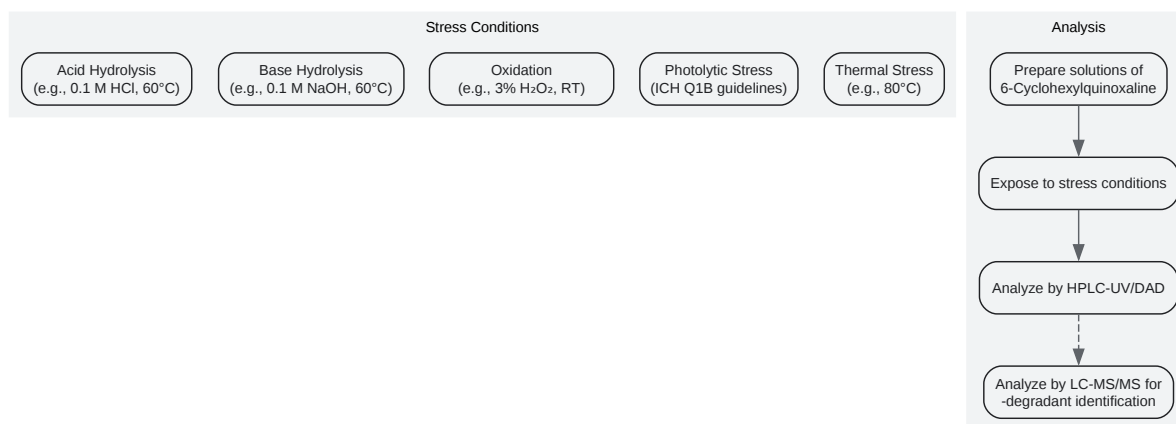 Stress Conditions
Acid Hydrolysis
(e.g., 0.1 M HCl, 60°C)
Base Hydrolysis
(e.g., 0.1 M NaOH, 60°C)
Oxidation
(e.g., 3% H₂O₂, RT)
Photolytic Stress
(ICH Q1B guidelines)
Thermal Stress
(e.g., 80°C)
Analysis
Prepare solutions of
6-Cyclohexylquinoxaline
Expose to stress conditions
Analyze by HPLC-UV/DAD
Analyze by LC-MS/MS for
-degradant identification